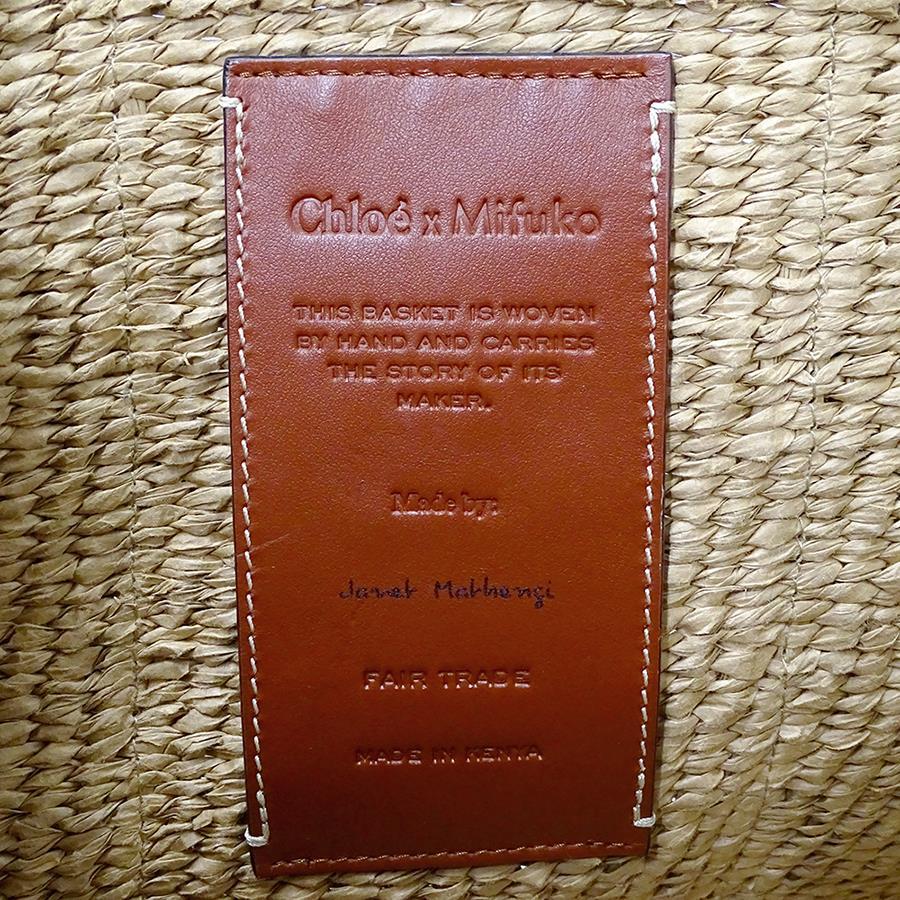 Chloé x Mifuko
THIS BASKET IS WOVEN
BY HAND AND CARRIES
THE STORY OF ITS
MAKER.
Made by:
Janet Mathengi
FAIR TRADE
MADE IN KENYA